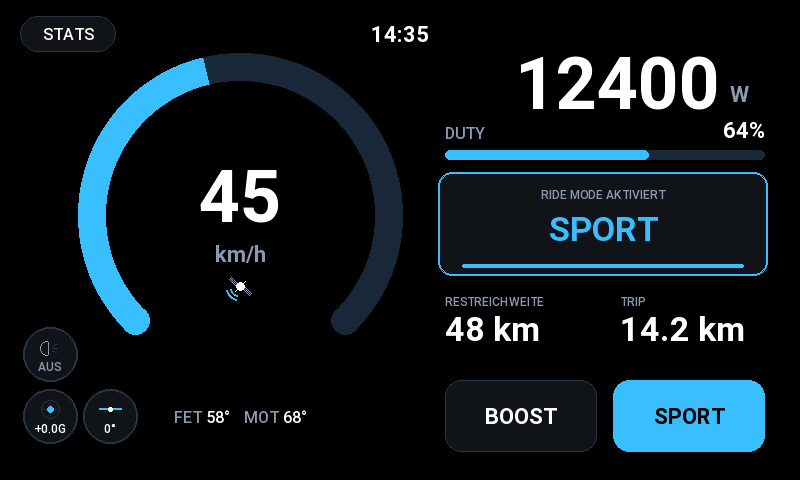 STATS
14:35
12400 W
DUTY 64%
45
km/h
RIDE MODE AKTIVIERT
SPORT
RESTREICHWEITE TRIP
48 km 14.2 km
AUS
+0.0G 0°
FET 58° MOT 68°
BOOST SPORT